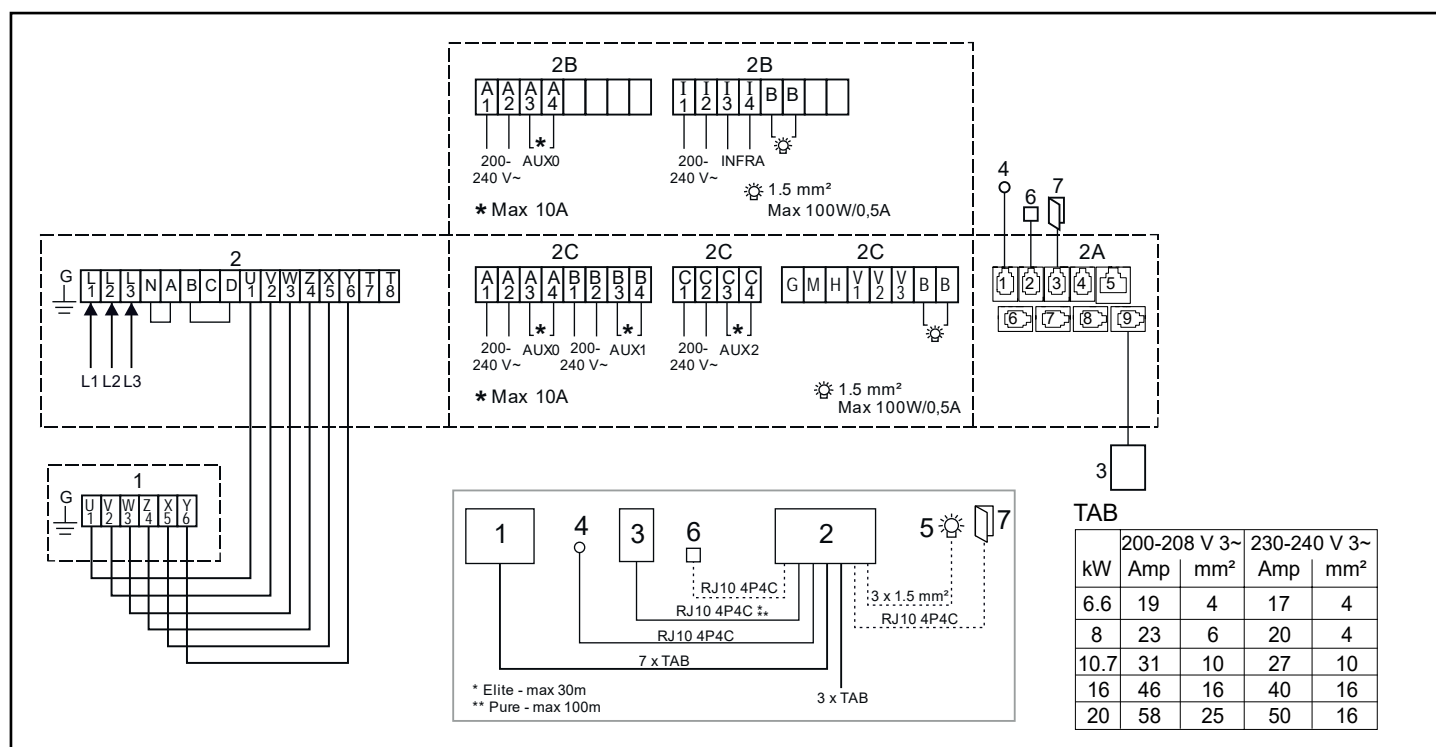 2B 2B
A1 A2 A3 A4 I1 I2 I3 I4 B B
* 
200-240 V~ AUX0 200-240 V~ INFRA
* Max 10A
1.5 mm²
Max 100W/0,5A
4 6 7
2 2C 2C 2C 2A
G L1 L2 L3 N A B C D U1 V2 W3 Z4 X5 Y6 T7 T8
A1 A2 A3 A4 B1 B2 B3 B4
C1 C2 C3 C4
G M H V1 V2 V3 B B
1 2 3 4 5
6 7 8 9
* * *
200-240 V~ AUX0 200-240 V~ AUX1 200-240 V~ AUX2
L1 L2 L3
* Max 10A
1.5 mm²
Max 100W/0,5A
3
1
G U1 V2 W3 Z4 X5 Y6
1 4 3 6 2 5 7
RJ10 4P4C
3 x 1.5 mm²
RJ10 4P4C *
**
RJ10 4P4C
RJ10 4P4C
7 x TAB
3 x TAB
* Elite - max 30m
** Pure - max 100m
TAB
200-208 V 3~ 230-240 V 3~
kW Amp mm² Amp mm²
6.6 19 4 17 4
8 23 6 20 4
10.7 31 10 27 10
16 46 16 40 16
20 58 25 50 16